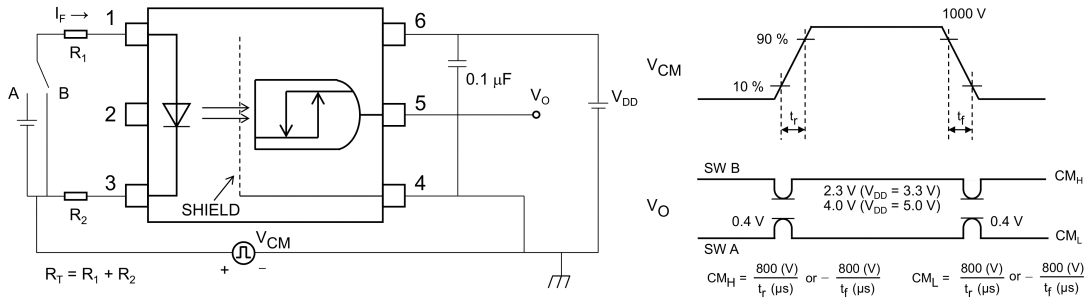 I_F →
1
6
R₁
A
B
2
0.1 μF
V_O
5
V_DD
3
4
R₂
SHIELD
V_CM
+ −
R_T = R₁ + R₂
1000 V
90 %
V_CM
10 %
t_r
t_f
SW B
CM_H
2.3 V (V_DD = 3.3 V)
4.0 V (V_DD = 5.0 V)
V_O
0.4 V
0.4 V
CM_L
SW A
CM_H = 800 (V) / t_r (μs) or − 800 (V) / t_f (μs)
CM_L = 800 (V) / t_r (μs) or − 800 (V) / t_f (μs)